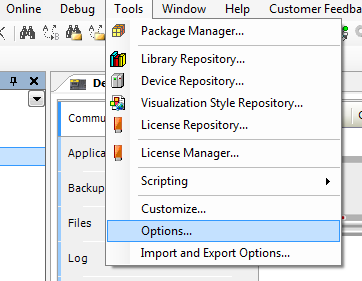 Online Debug Tools Window Help Customer Feedba
Package Manager...
Library Repository...
Device Repository...
Visualization Style Repository...
License Repository...
License Manager...
Scripting
Customize...
Options...
Import and Export Options...
De
Commu
Applica
Backup
Files
Log